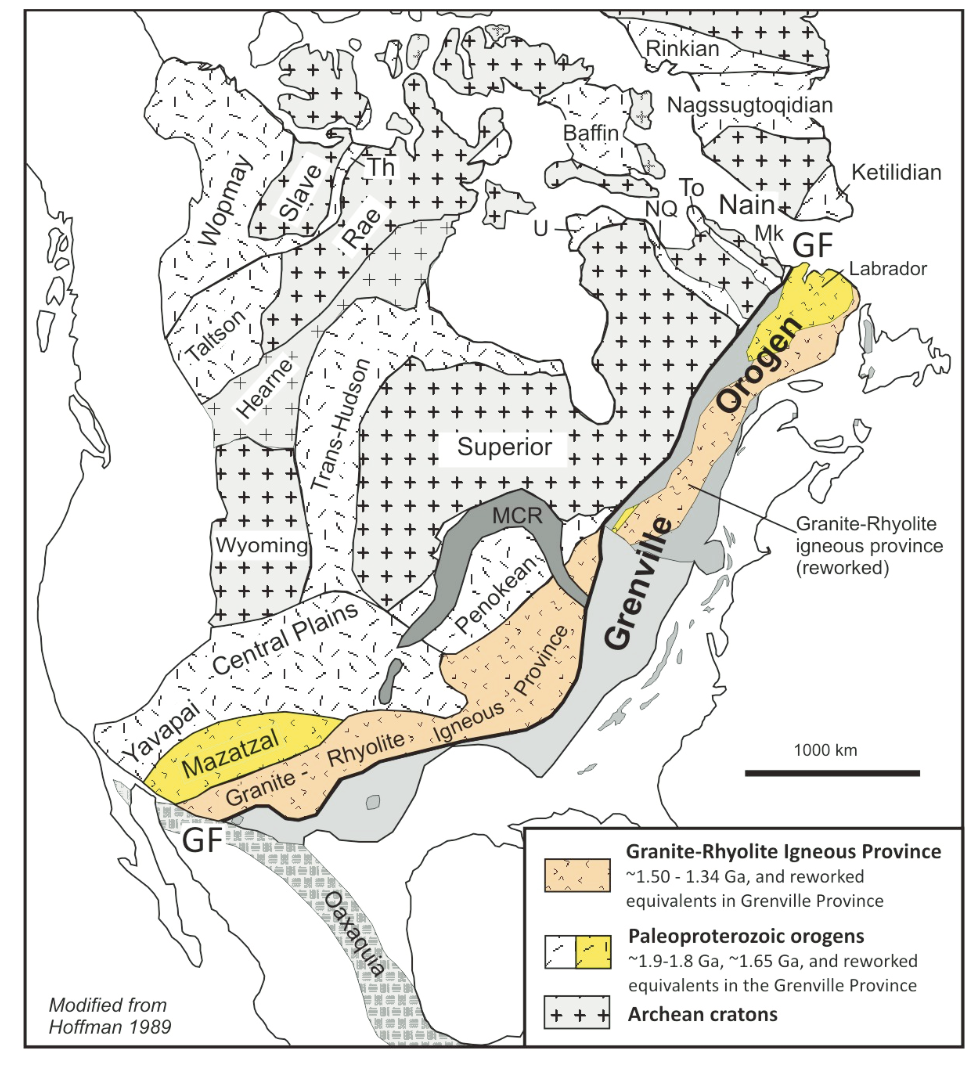 Rinkian
Nagssugtoqidian
Baffin
Ketilidian
Th
Slave
Wopmay
Rae
To
Nain
NQ
U
Mk
GF
Labrador
Taltson
Hearne
Trans-Hudson
Superior
Orogen
MCR
Wyoming
Granite-Rhyolite
igneous province
(reworked)
Penokean
Grenville
Central Plains
Yavapai
Mazatzal
Granite - Rhyolite Igneous Province
1000 km
GF
Oaxaquia
Granite-Rhyolite Igneous Province
~1.50 - 1.34 Ga, and reworked
equivalents in Grenville Province
Paleoproterozoic orogens
~1.9-1.8 Ga, ~1.65 Ga, and reworked
equivalents in the Grenville Province
Archean cratons
Modified from
Hoffman 1989